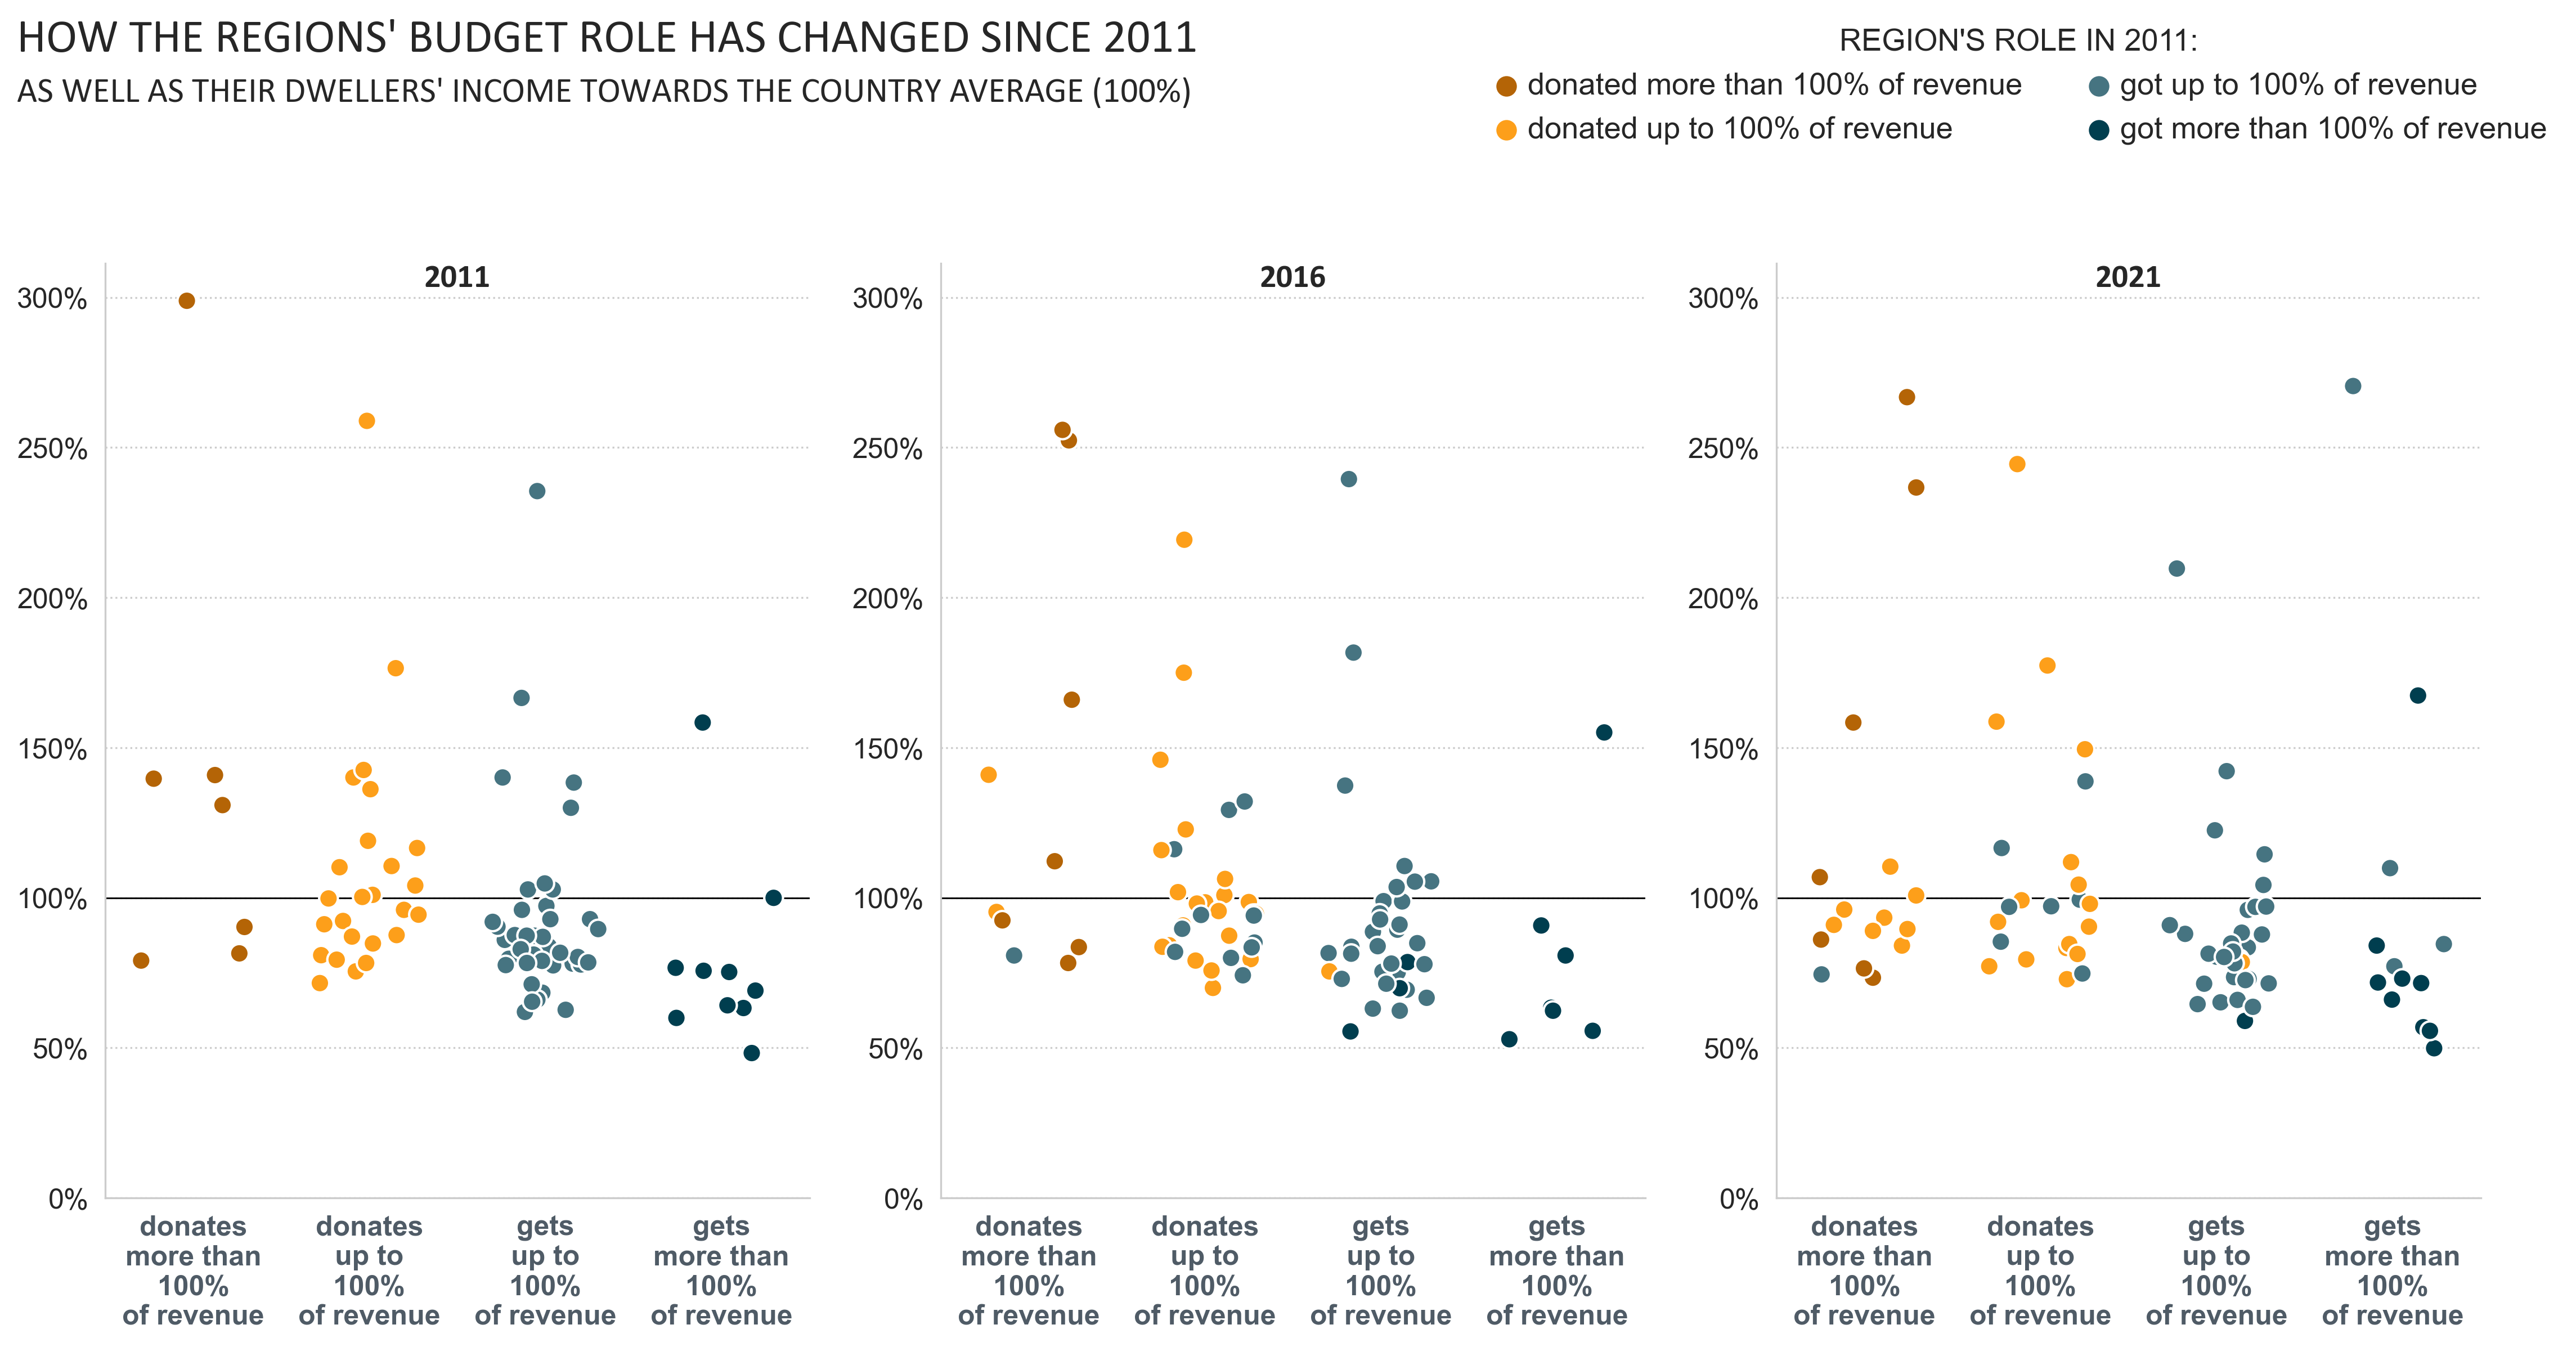 HOW THE REGIONS' BUDGET ROLE HAS CHANGED SINCE 2011
AS WELL AS THEIR DWELLERS' INCOME TOWARDS THE COUNTRY AVERAGE (100%)
REGION'S ROLE IN 2011:
donated more than 100% of revenue
got up to 100% of revenue
donated up to 100% of revenue
got more than 100% of revenue
2011
300%
250%
200%
150%
100%
50%
0%
donates
more than
100%
of revenue
donates
up to
100%
of revenue
gets
up to
100%
of revenue
gets
more than
100%
of revenue
2016
300%
250%
200%
150%
100%
50%
0%
donates
more than
100%
of revenue
donates
up to
100%
of revenue
gets
up to
100%
of revenue
gets
more than
100%
of revenue
2021
300%
250%
200%
150%
100%
50%
0%
donates
more than
100%
of revenue
donates
up to
100%
of revenue
gets
up to
100%
of revenue
gets
more than
100%
of revenue